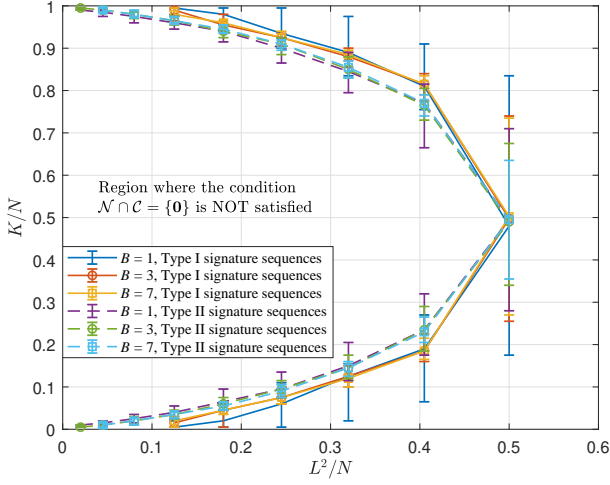 1
0.9
0.8
0.7
0.6
0.5
0.4
0.3
0.2
0.1
0
K/N
Region where the condition
𝒩 ∩ 𝒞 = {0} is NOT satisfied
B = 1, Type I signature sequences
B = 3, Type I signature sequences
B = 7, Type I signature sequences
B = 1, Type II signature sequences
B = 3, Type II signature sequences
B = 7, Type II signature sequences
0 0.1 0.2 0.3 0.4 0.5 0.6
L²/N